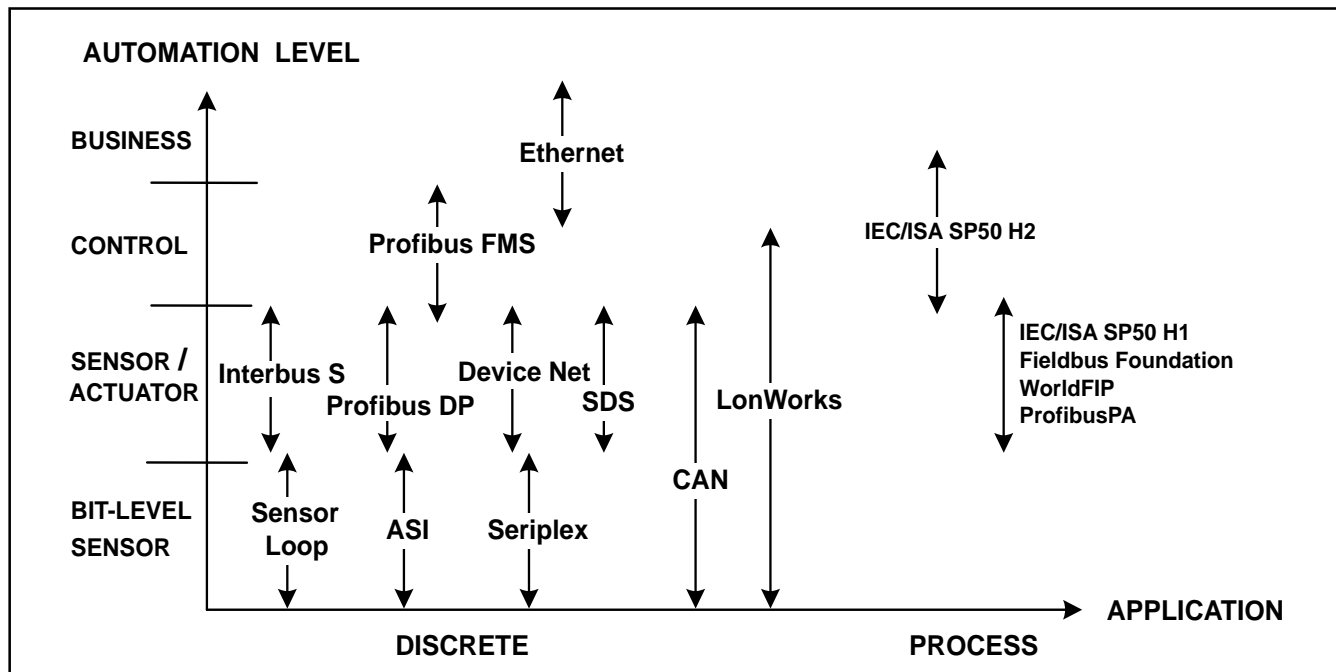 AUTOMATION LEVEL
BUSINESS
Ethernet
CONTROL
Profibus FMS
IEC/ISA SP50 H2
SENSOR /
ACTUATOR
Interbus S
Profibus DP
Device Net
SDS
LonWorks
IEC/ISA SP50 H1
Fieldbus Foundation
WorldFIP
ProfibusPA
CAN
BIT-LEVEL
SENSOR
Sensor
Loop
ASI
Seriplex
APPLICATION
DISCRETE
PROCESS